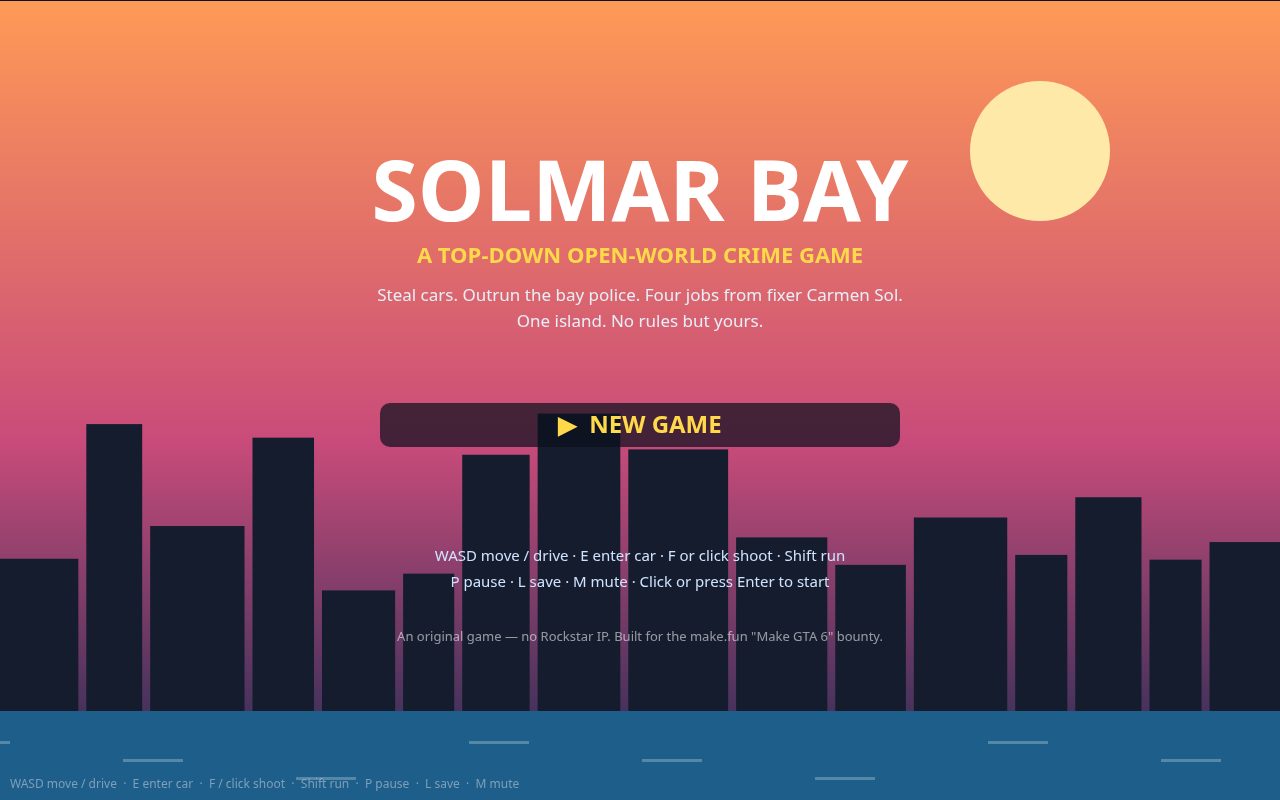 SOLMAR BAY
A TOP-DOWN OPEN-WORLD CRIME GAME
Steal cars. Outrun the bay police. Four jobs from fixer Carmen Sol.
One island. No rules but yours.
▶ NEW GAME
WASD move / drive · E enter car · F or click shoot · Shift run
P pause · L save · M mute · Click or press Enter to start
An original game — no Rockstar IP. Built for the make.fun "Make GTA 6" bounty.
WASD move / drive · E enter car · F / click shoot · Shift run · P pause · L save · M mute